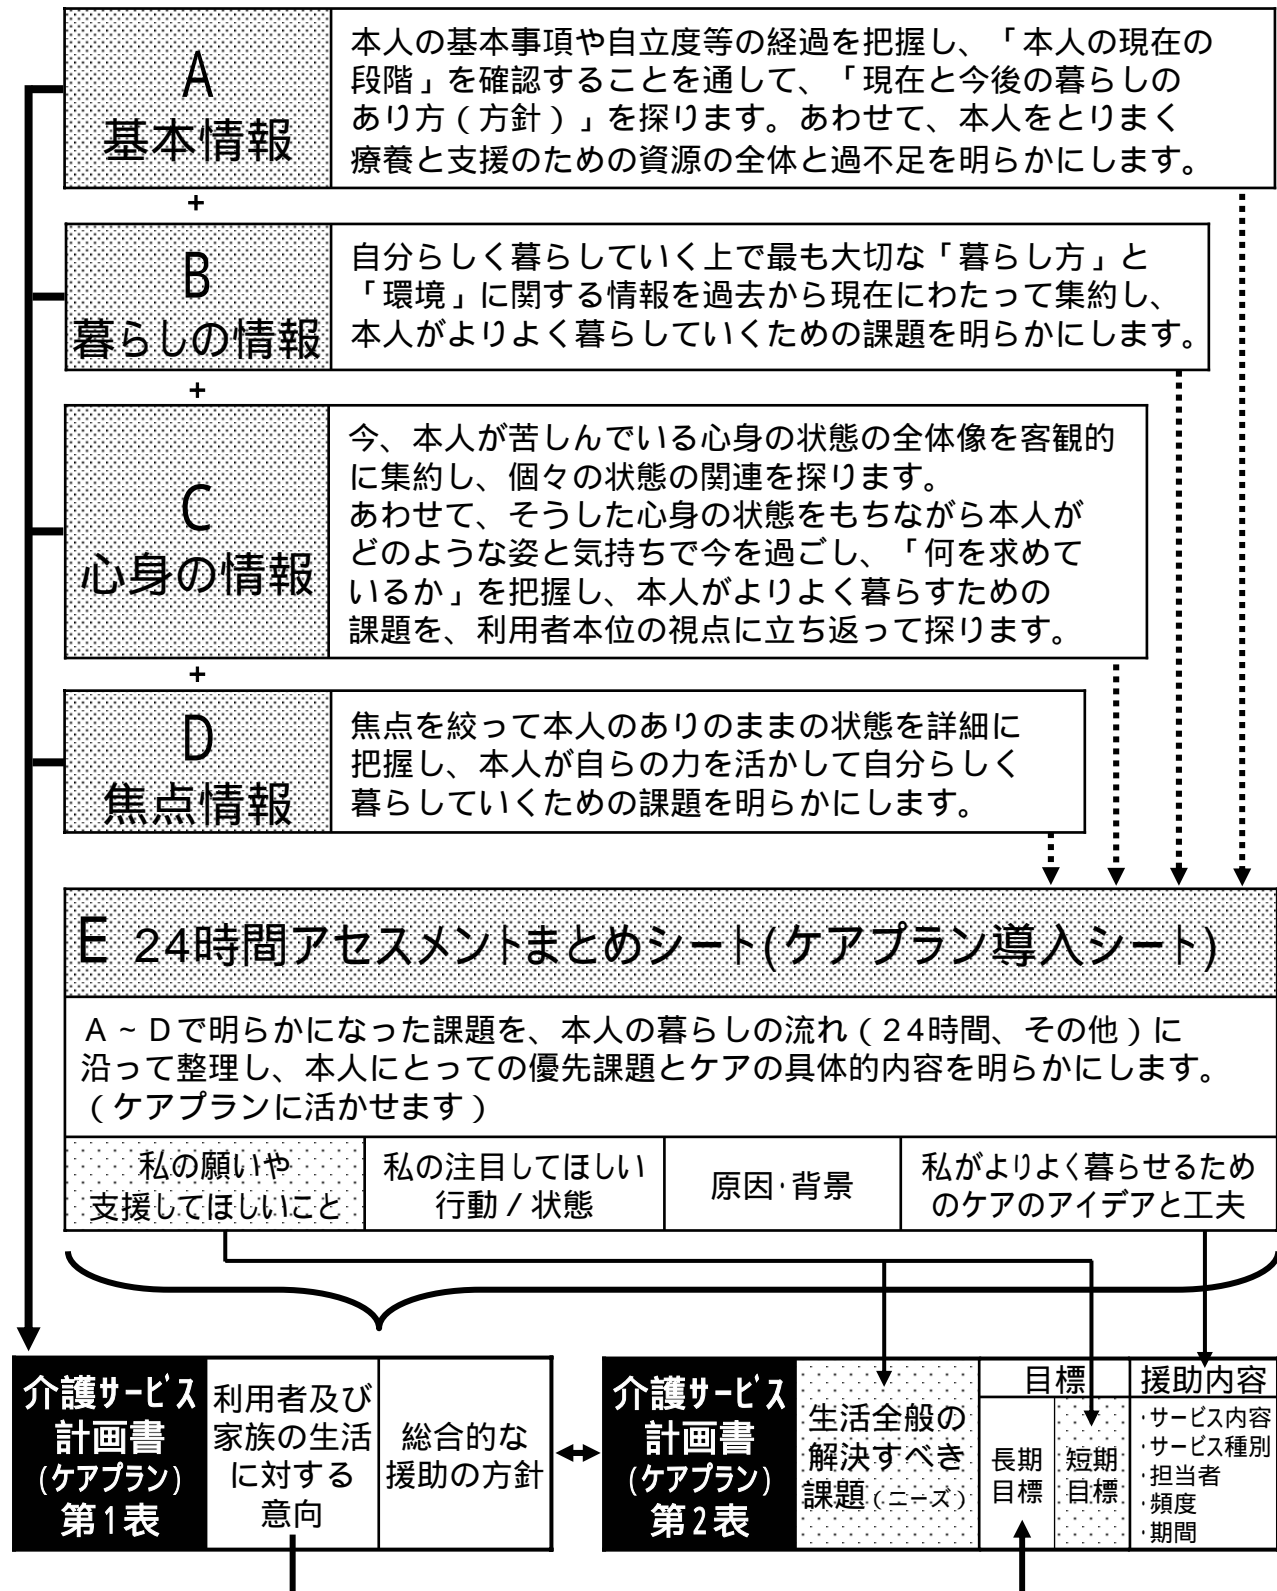 A
基本情報
本人の基本事項や自立度等の経過を把握し、「本人の現在の
段階」を確認することを通して、「現在と今後の暮らしの
あり方(方針)」を探ります。あわせて、本人をとりまく
療養と支援のための資源の全体と過不足を明らかにします。
+
B
暮らしの情報
自分らしく暮らしていく上で最も大切な「暮らし方」と
「環境」に関する情報を過去から現在にわたって集約し、
本人がよりよく暮らしていくための課題を明らかにします。
+
C
心身の情報
今、本人が苦しんでいる心身の状態の全体像を客観的
に集約し、個々の状態の関連を探ります。
あわせて、そうした心身の状態をもちながら本人が
どのような姿と気持ちで今を過ごし、「何を求めて
いるか」を把握し、本人がよりよく暮らすための
課題を、利用者本位の視点に立ち返って探ります。
+
D
焦点情報
焦点を絞って本人のありのままの状態を詳細に
把握し、本人が自らの力を活かして自分らしく
暮らしていくための課題を明らかにします。
E 24時間アセスメントまとめシート(ケアプラン導入シート)
A~Dで明らかになった課題を、本人の暮らしの流れ(24時間、その他)に
沿って整理し、本人にとっての優先課題とケアの具体的内容を明らかにします。
(ケアプランに活かせます)
私の願いや
支援してほしいこと
私の注目してほしい
行動/状態
原因・背景
私がよりよく暮らせるため
のケアのアイデアと工夫
介護サービス
計画書
(ケアプラン)
第1表
利用者及び
家族の生活
に対する
意向
総合的な
援助の方針
介護サービス
計画書
(ケアプラン)
第2表
生活全般の
解決すべき
課題(ニーズ)
目標
長期
目標
短期
目標
援助内容
・サービス内容
・サービス種別
・担当者
・頻度
・期間